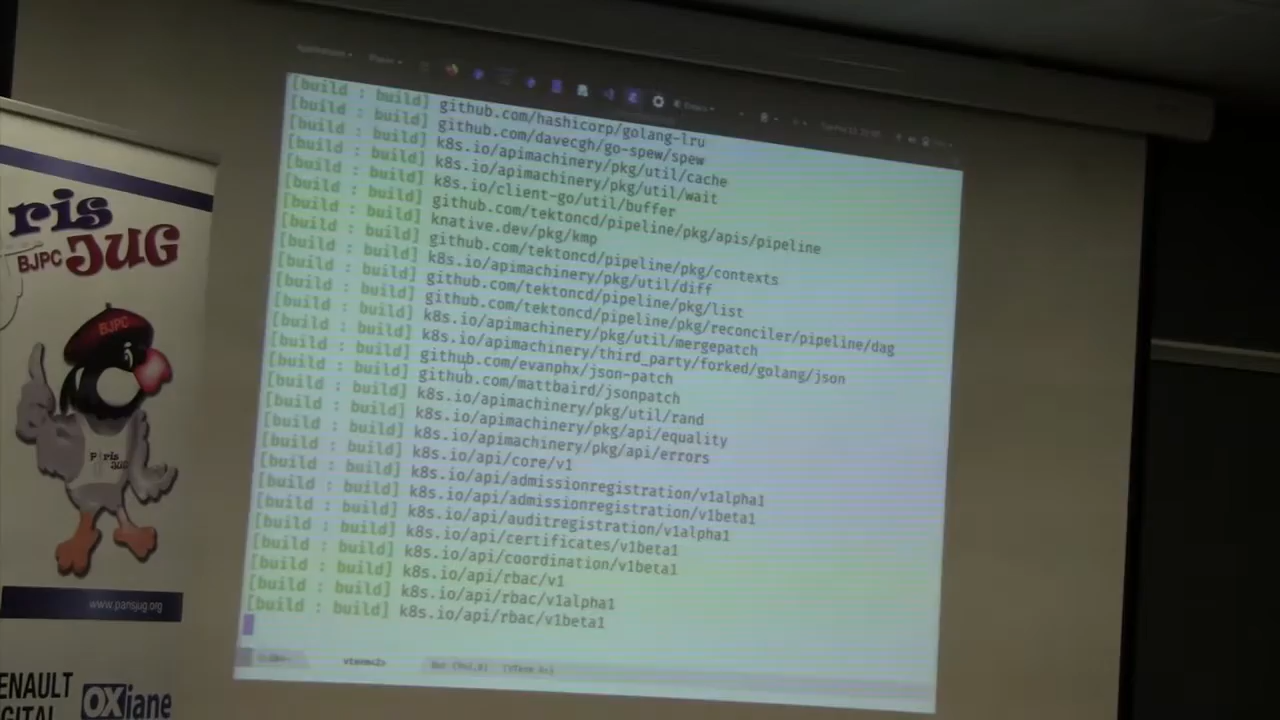 [build : build] github.com/hashicorp/golang-lru
[build : build] github.com/davecgh/go-spew/spew
[build : build] k8s.io/apimachinery/pkg/util/cache
[build : build] k8s.io/apimachinery/pkg/util/wait
[build : build] k8s.io/client-go/util/buffer
[build : build] github.com/tektoncd/pipeline/pkg/apis/pipeline
[build : build] knative.dev/pkg/kmp
[build : build] github.com/tektoncd/pipeline/pkg/contexts
[build : build] k8s.io/apimachinery/pkg/util/diff
[build : build] github.com/tektoncd/pipeline/pkg/list
[build : build] github.com/tektoncd/pipeline/pkg/reconciler/pipeline/dag
[build : build] k8s.io/apimachinery/pkg/util/mergepatch
[build : build] k8s.io/apimachinery/third_party/forked/golang/json
[build : build] github.com/evanphx/json-patch
[build : build] github.com/mattbaird/jsonpatch
[build : build] k8s.io/apimachinery/pkg/util/rand
[build : build] k8s.io/apimachinery/pkg/api/equality
[build : build] k8s.io/apimachinery/pkg/api/errors
[build : build] k8s.io/api/core/v1
[build : build] k8s.io/api/admissionregistration/v1alpha1
[build : build] k8s.io/api/admissionregistration/v1beta1
[build : build] k8s.io/api/auditregistration/v1alpha1
[build : build] k8s.io/api/certificates/v1beta1
[build : build] k8s.io/api/coordination/v1beta1
[build : build] k8s.io/api/rbac/v1
[build : build] k8s.io/api/rbac/v1alpha1
[build : build] k8s.io/api/rbac/v1beta1
vterm<2>
ris
BJPC JUG
BJPC
Paris
JUG
www.parisjug.org
ENAULT
GITAL
OXiane